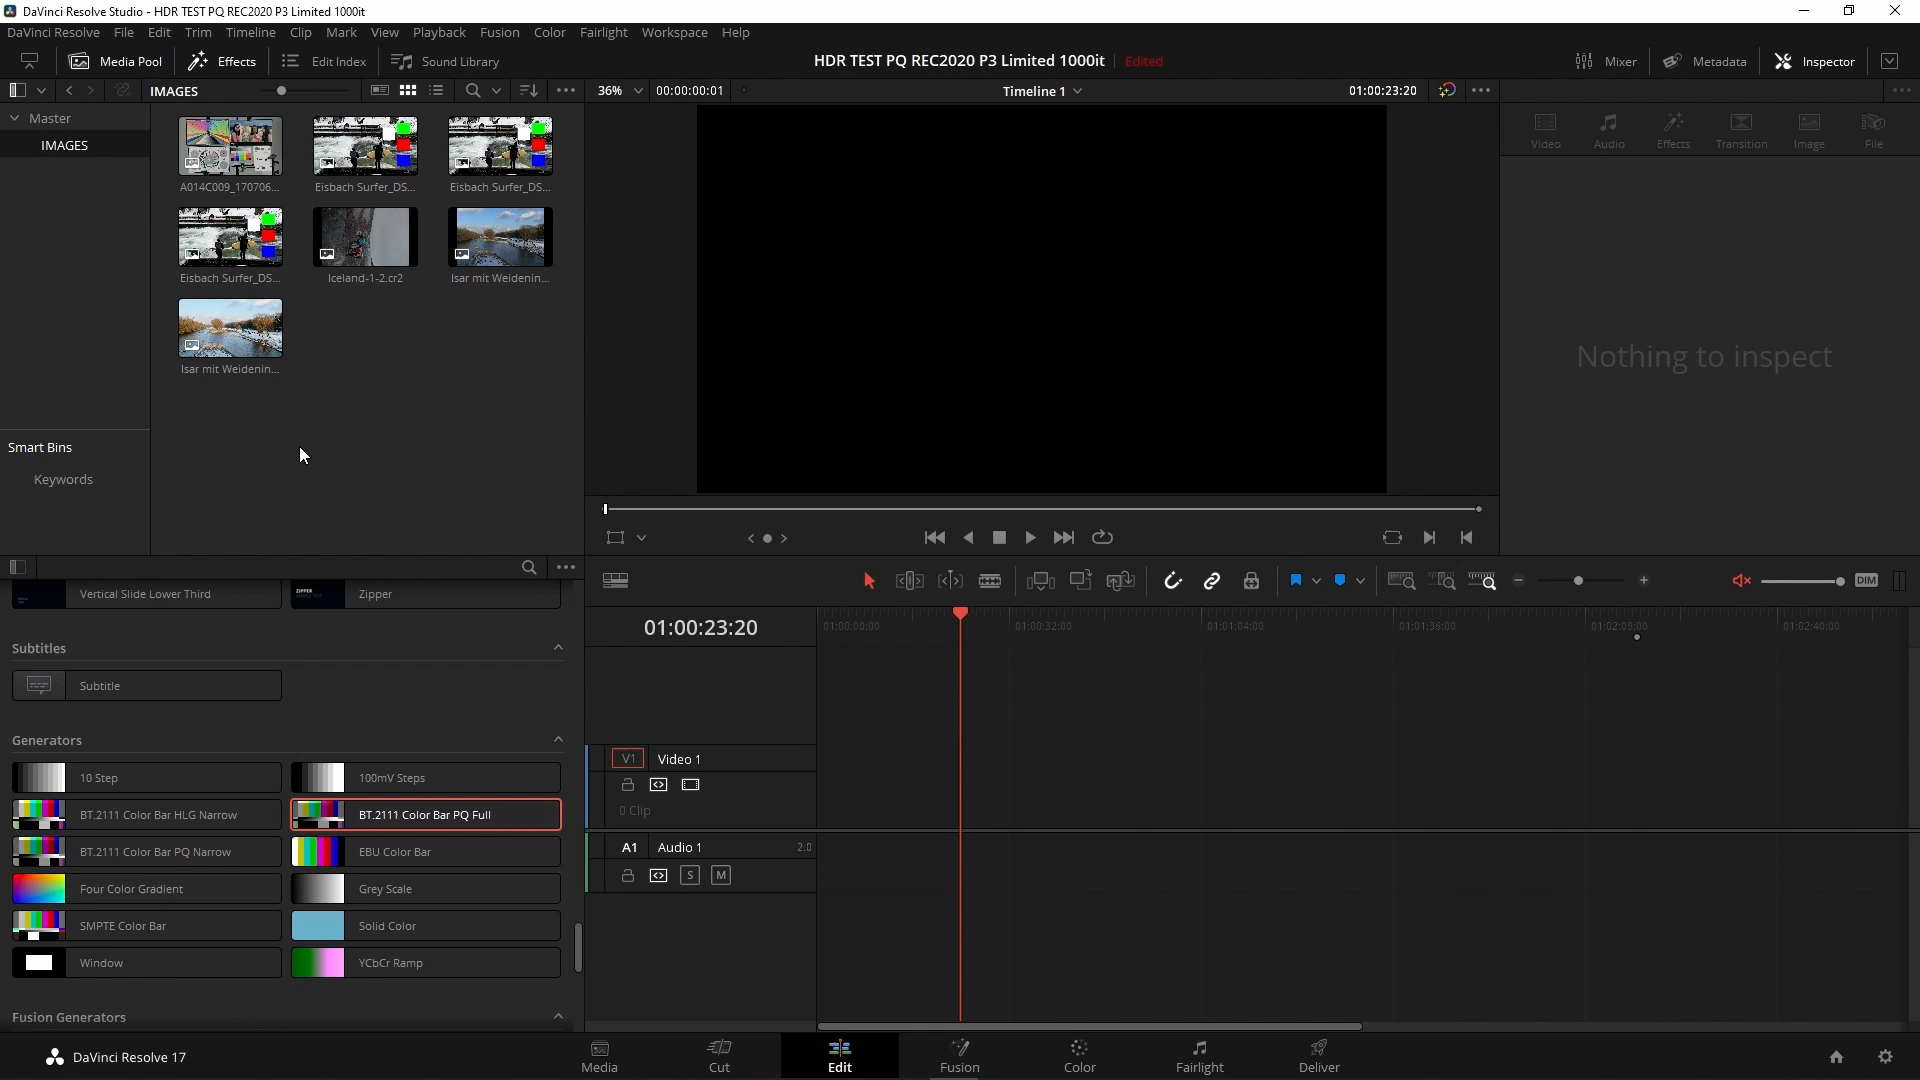 DaVinci Resolve Studio - HDR TEST PQ REC2020 P3 Limited 1000it
DaVinci Resolve File Edit Trim Timeline Clip Mark View Playback Fusion Color Fairlight Workspace Help
Media Pool Effects Edit Index Sound Library HDR TEST PQ REC2020 P3 Limited 1000it Edited Mixer Metadata Inspector
IMAGES 36% 00:00:00:01 Timeline 1 01:00:23:20
Master
IMAGES
Video Audio Effects Transition Image File
A014C009_170706... Eisbach Surfer_DS... Eisbach Surfer_DS...
Eisbach Surfer_DS... Iceland-1-2.cr2 Isar mit Weidenin...
Isar mit Weidenin...
Nothing to inspect
Smart Bins
Keywords
DIM
Vertical Slide Lower Third Zipper
Subtitles
Subtitle
Generators
10 Step 100mV Steps
BT.2111 Color Bar HLG Narrow BT.2111 Color Bar PQ Full
BT.2111 Color Bar PQ Narrow EBU Color Bar
Four Color Gradient Grey Scale
SMPTE Color Bar Solid Color
Window YCbCr Ramp
Fusion Generators
01:00:23:20 01:00:00:00 01:00:32:00 01:01:04:00 01:01:36:00 01:02:08:00 01:02:40:00
V1 Video 1
0 Clip
A1 Audio 1 2.0
S M
DaVinci Resolve 17 Media Cut Edit Fusion Color Fairlight Deliver